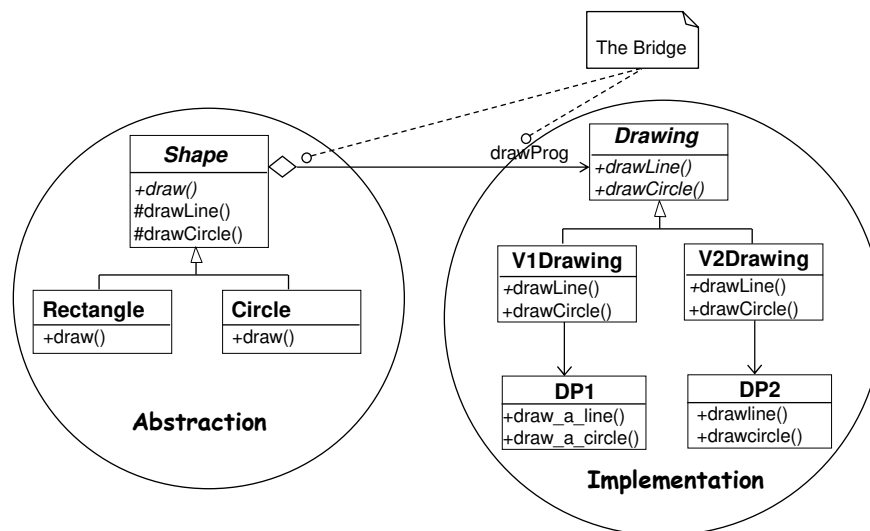 The Bridge
Shape
+draw()
#drawLine()
#drawCircle()
drawProg
Drawing
+drawLine()
+drawCircle()
Rectangle
+draw()
Circle
+draw()
Abstraction
V1Drawing
+drawLine()
+drawCircle()
V2Drawing
+drawLine()
+drawCircle()
DP1
+draw_a_line()
+draw_a_circle()
DP2
+drawline()
+drawcircle()
Implementation